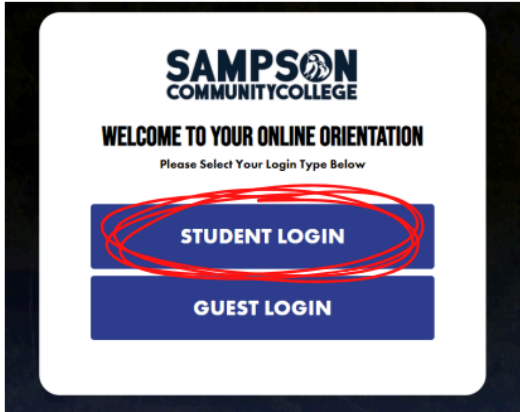 SAMPSON
COMMUNITYCOLLEGE
WELCOME TO YOUR ONLINE ORIENTATION
Please Select Your Login Type Below
STUDENT LOGIN
GUEST LOGIN